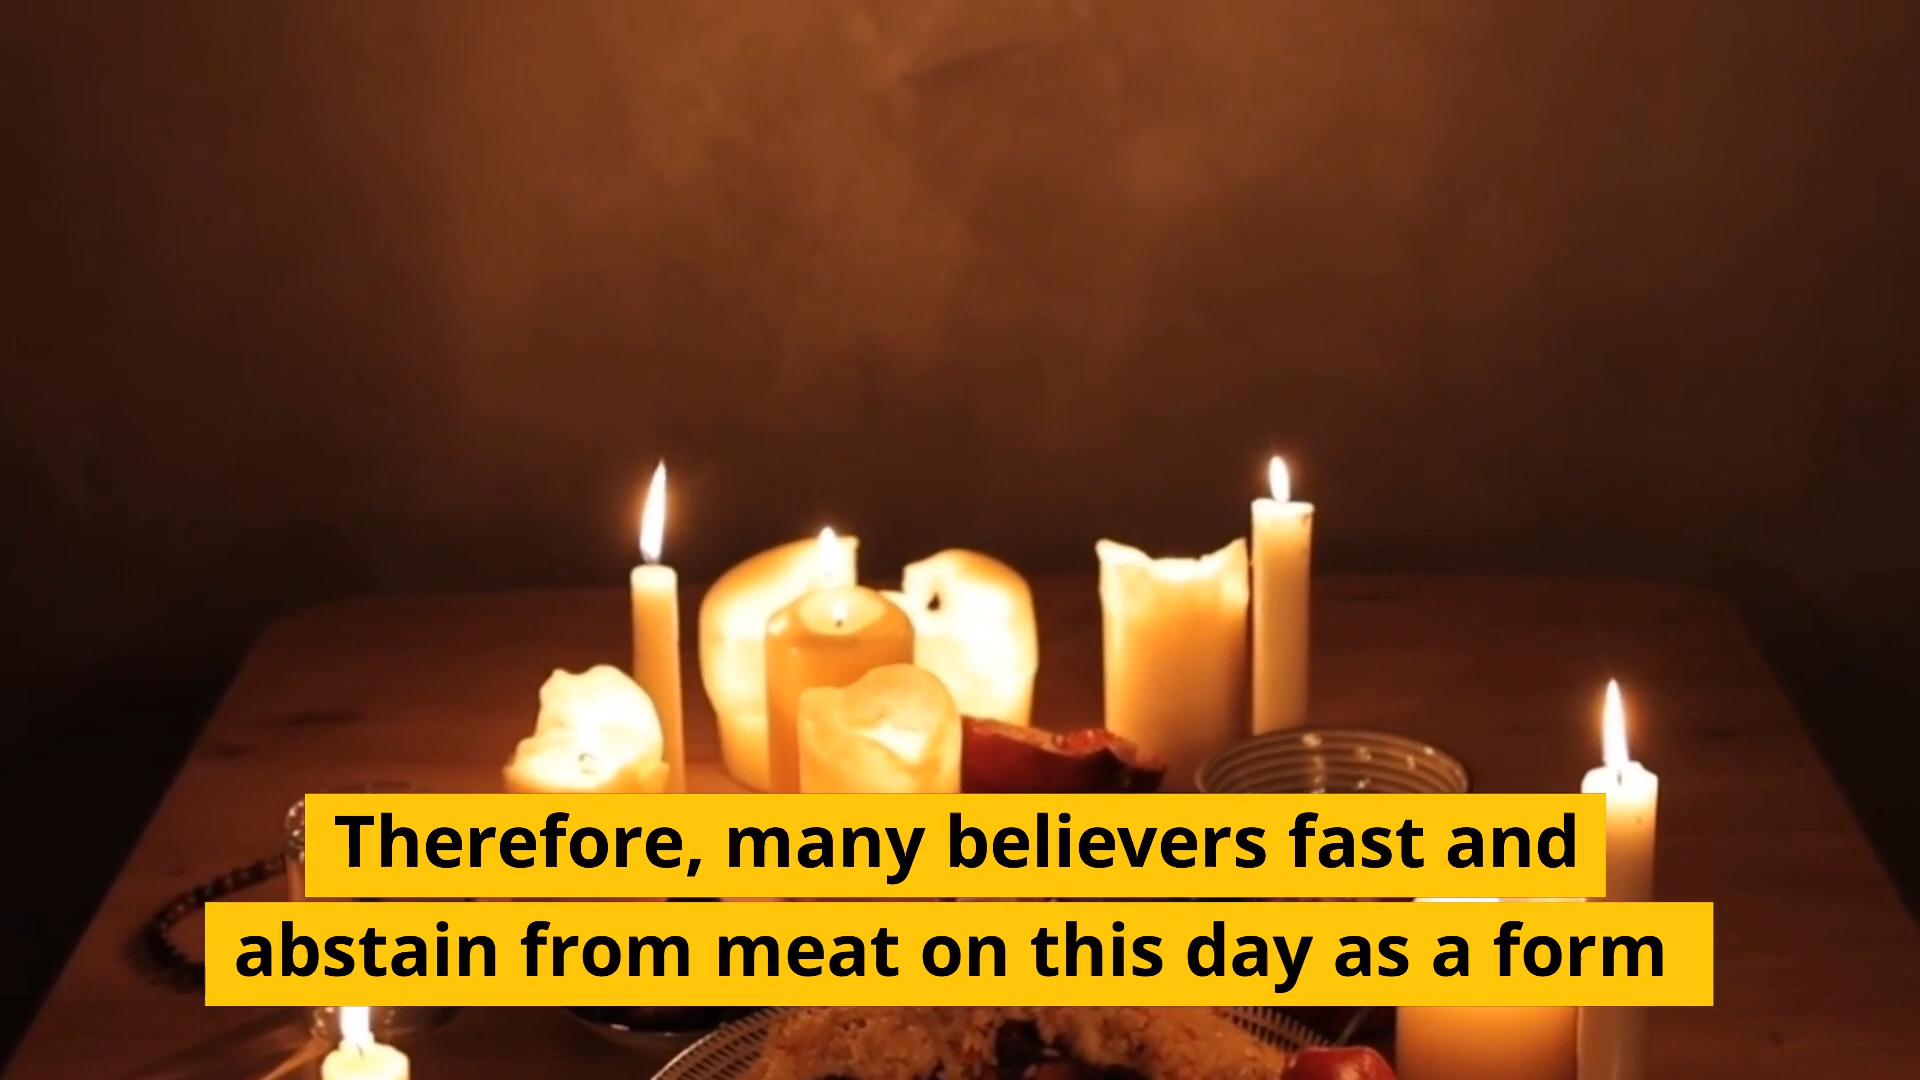 Therefore, many believers fast and
abstain from meat on this day as a form